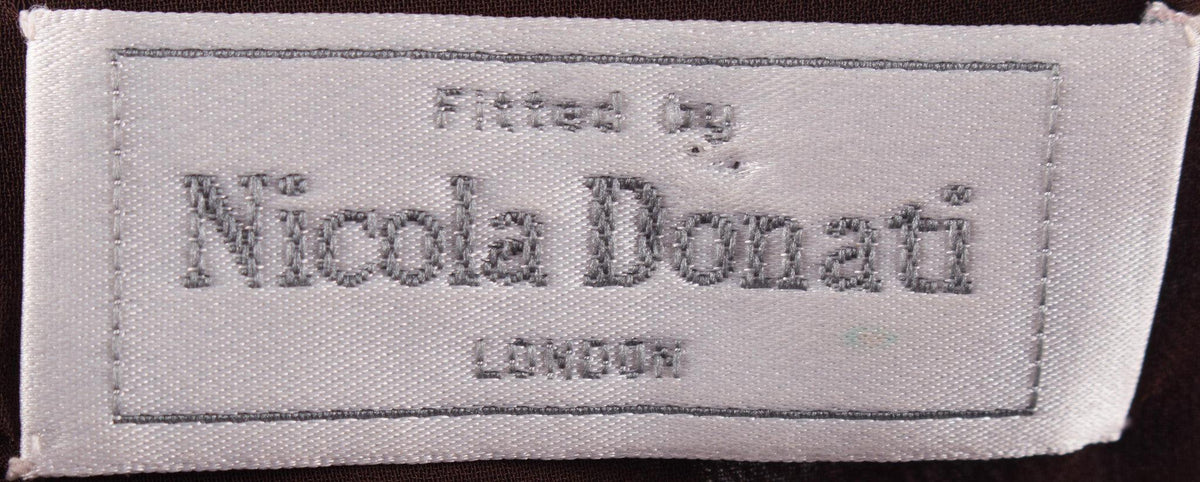 Fitted by
Nicola Donati
LONDON